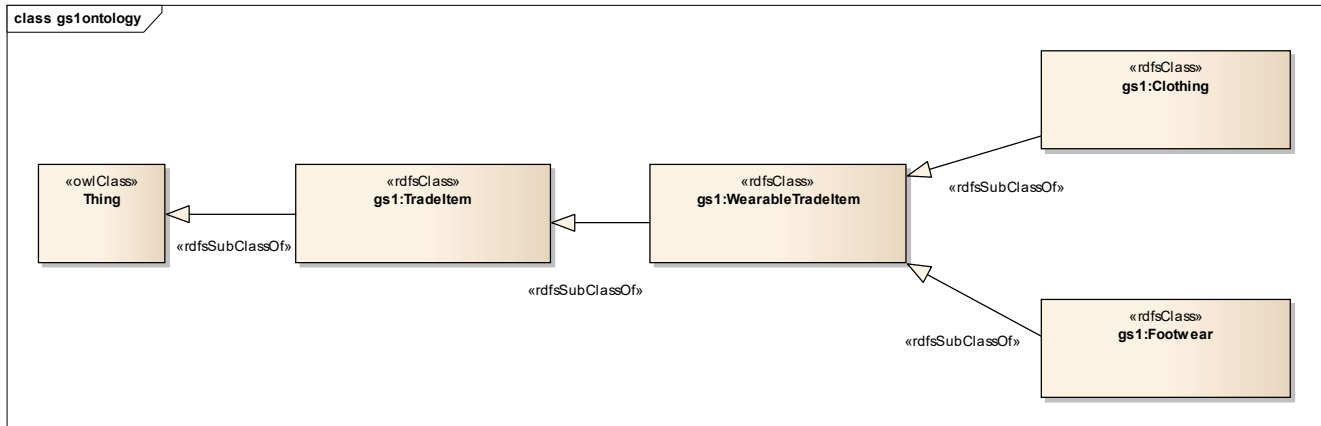 class gs1ontology
«rdfsClass»
gs1:Clothing
«owlClass»
Thing
«rdfsClass»
gs1:TradeItem
«rdfsClass»
gs1:WearableTradeItem
«rdfsSubClassOf»
«rdfsSubClassOf»
«rdfsSubClassOf»
«rdfsClass»
gs1:Footwear
«rdfsSubClassOf»